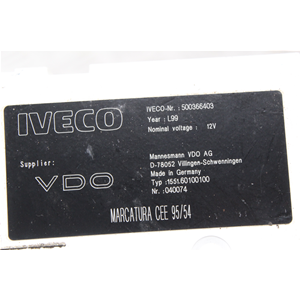 IVECO
IVECO-Nr.: 500366403
Year: L99
Nominal voltage: 12V
Supplier:
VDO
Mannesmann VDO AG
D-78052 Villingen-Schwenningen
Made in Germany
Typ :1551.60100100
Nr.:040074
MARCATURA CEE 95/54